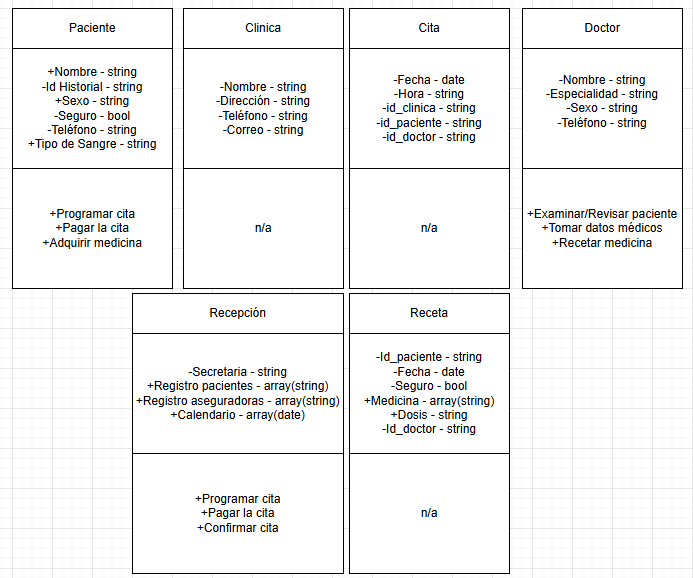 Paciente
+Nombre - string
-Id Historial - string
+Sexo - string
-Seguro - bool
-Teléfono - string
+Tipo de Sangre - string
+Programar cita
+Pagar la cita
+Adquirir medicina
Clinica
-Nombre - string
-Dirección - string
-Teléfono - string
-Correo - string
n/a
Cita
-Fecha - date
-Hora - string
-id_clinica - string
-id_paciente - string
-id_doctor - string
n/a
Doctor
-Nombre - string
-Especialidad - string
-Sexo - string
-Teléfono - string
+Examinar/Revisar paciente
+Tomar datos médicos
+Recetar medicina
Recepción
-Secretaria - string
+Registro pacientes - array(string)
+Registro aseguradoras - array(string)
+Calendario - array(date)
+Programar cita
+Pagar la cita
+Confirmar cita
Receta
-Id_paciente - string
-Fecha - date
-Seguro - bool
+Medicina - array(string)
+Dosis - string
-Id_doctor - string
n/a